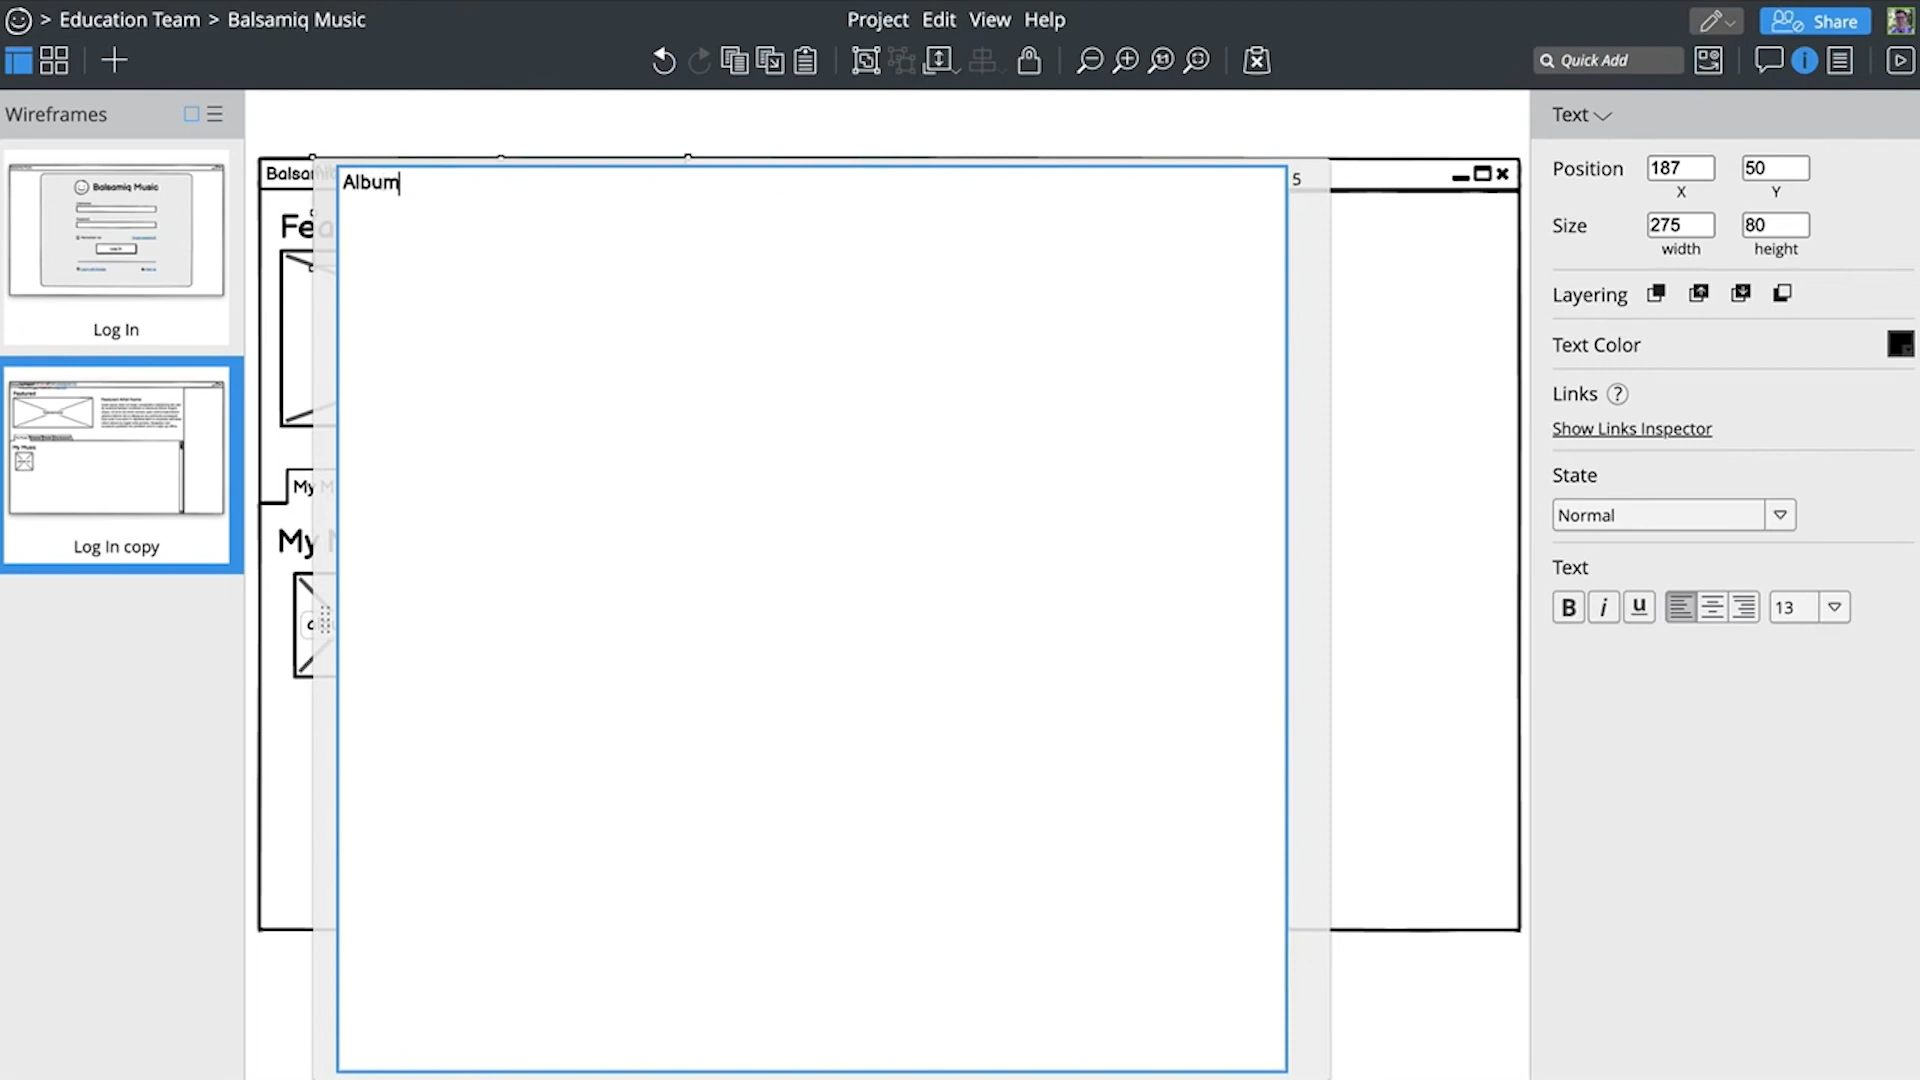 > Education Team > Balsamiq Music
Project Edit View Help
Share
Quick Add
Wireframes
Balsamiq Music
Log In
Log In copy
Balsami
Album
5
Fea
My M
My M
Text
Position 187 50
X Y
Size 275 80
width height
Layering
Text Color
Links ?
Show Links Inspector
State
Normal
Text
B i u 13